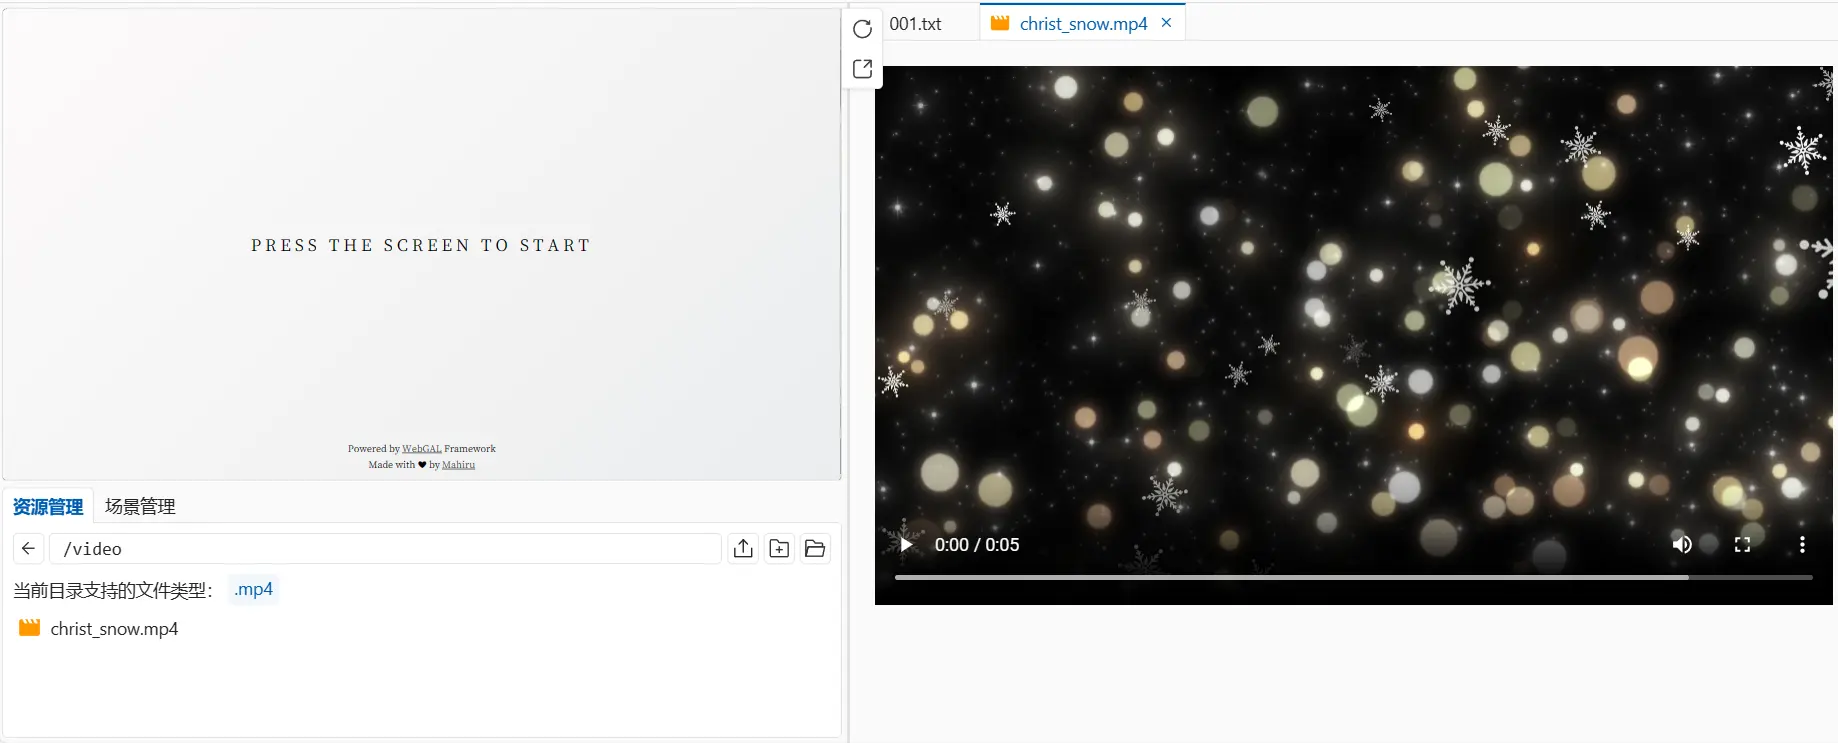 PRESS THE SCREEN TO START
Powered by WebGAL Framework
Made with ♥ by Mahiru
资源管理 场景管理
/video
当前目录支持的文件类型： .mp4
christ_snow.mp4
001.txt christ_snow.mp4
0:00 / 0:05